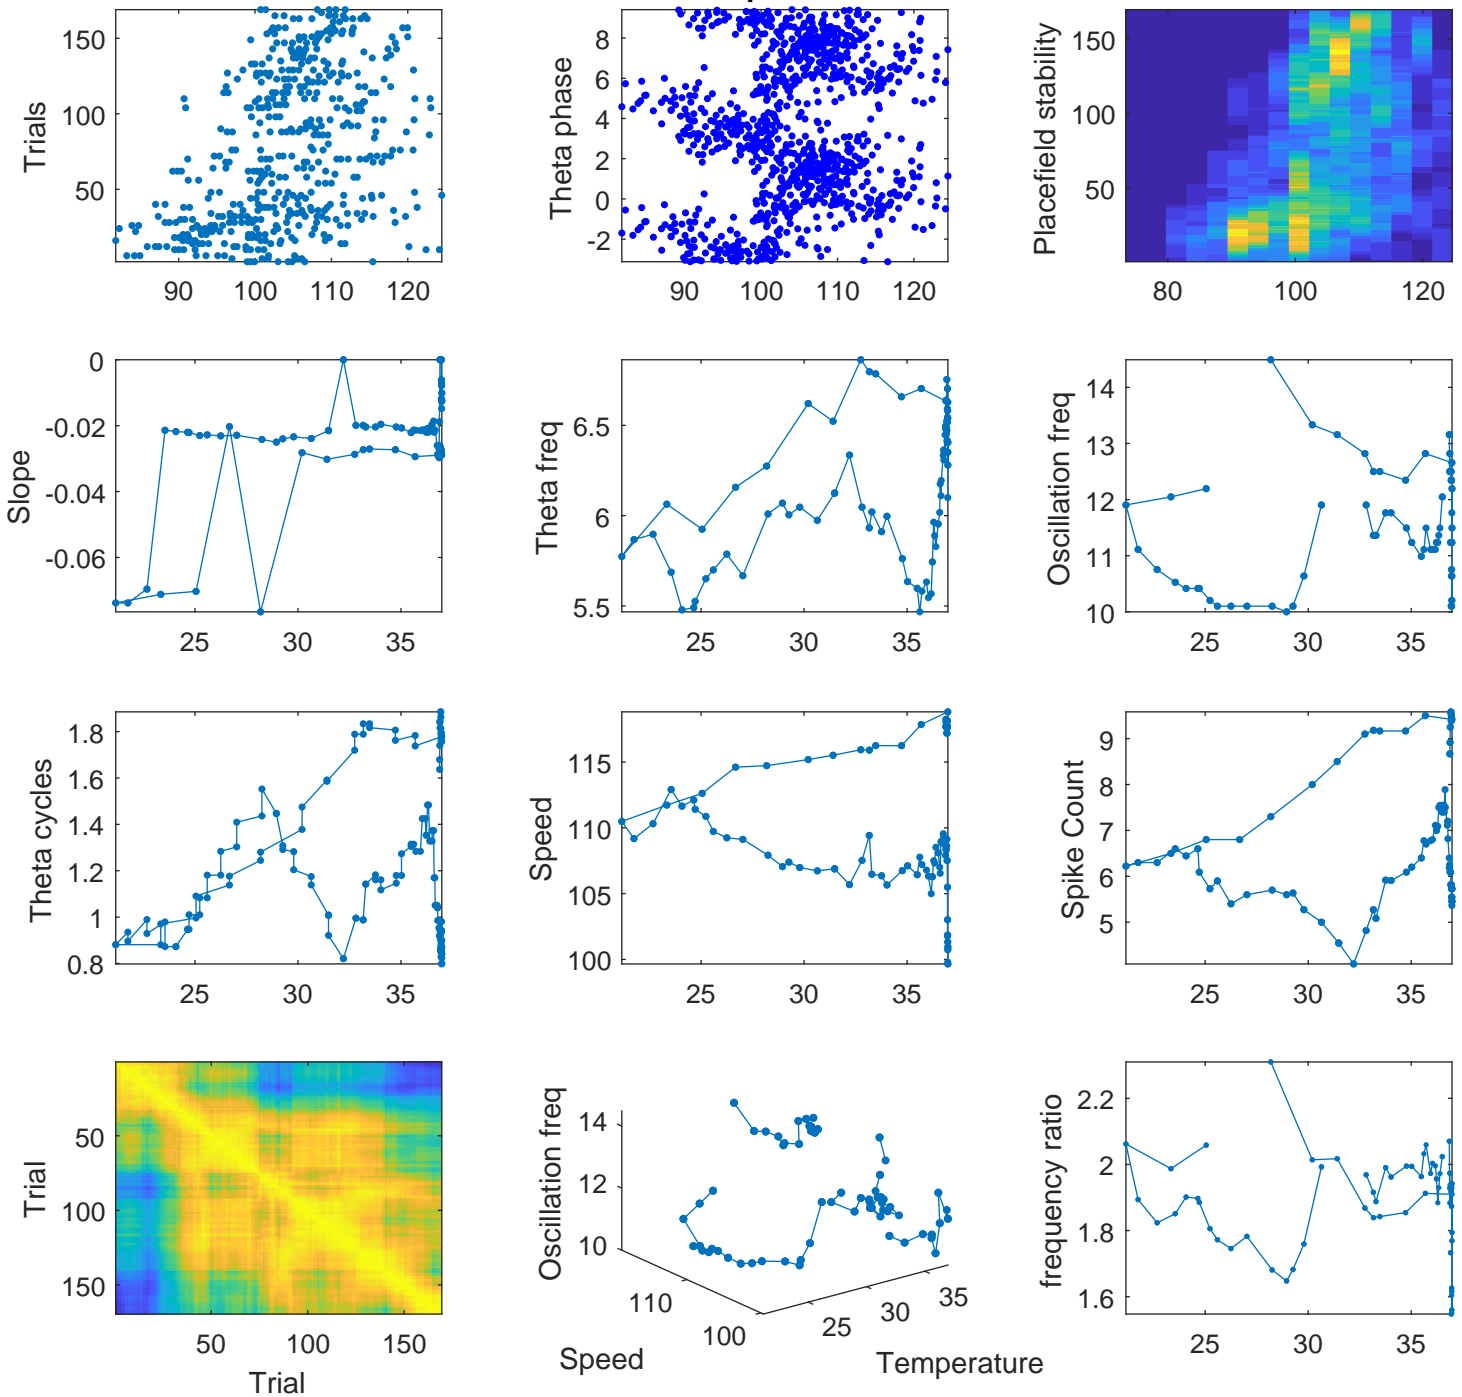 Trials
150
100
50
90 100 110 120
Theta phase
8
6
4
2
0
-2
90 100 110 120
Placefield stability
150
100
50
80 100 120
Slope
0
-0.02
-0.04
-0.06
25 30 35
Theta freq
6.5
6
5.5
25 30 35
Oscillation freq
14
13
12
11
10
25 30 35
Theta cycles
1.8
1.6
1.4
1.2
1
0.8
25 30 35
Speed
115
110
105
100
25 30 35
Spike Count
9
8
7
6
5
25 30 35
Trial
50
100
150
50 100 150
Trial
Oscillation freq
14
12
10
110
100
Speed
25
30
35
Temperature
frequency ratio
2.2
2
1.8
1.6
25 30 35